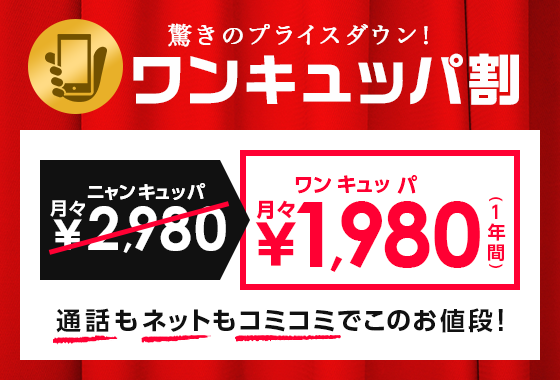 驚きのプライスダウン!
ワンキュッパ割
ニャンキュッパ
月々
¥2,980
ワン キュッ パ
月々
¥1,980
(1年間)
通話もネットもコミコミでこのお値段!